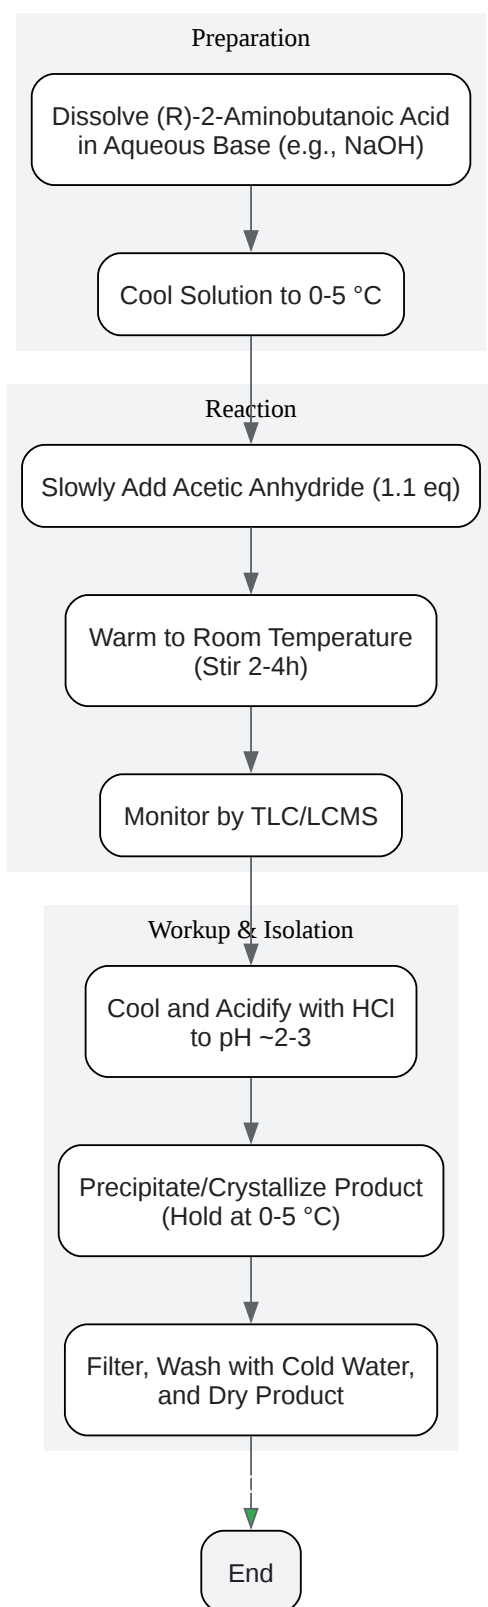 Preparation
Dissolve (R)-2-Aminobutanoic Acid
in Aqueous Base (e.g., NaOH)
Cool Solution to 0-5 °C
Reaction
Slowly Add Acetic Anhydride (1.1 eq)
Warm to Room Temperature
(Stir 2-4h)
Monitor by TLC/LCMS
Workup & Isolation
Cool and Acidify with HCl
to pH ~2-3
Precipitate/Crystallize Product
(Hold at 0-5 °C)
Filter, Wash with Cold Water,
and Dry Product
End